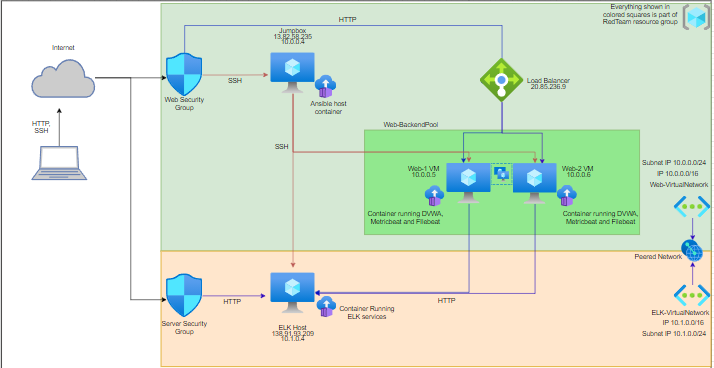 Everything shown in
colored squares is part of
RedTeam resource group
HTTP
Jumpbox
13.82.58.235
10.0.0.4
Internet
SSH
Web Security
Group
Ansible host
container
Load Balancer
20.85.236.9
HTTP,
SSH
Web-BackendPool
SSH
Web-1 VM
10.0.0.5
Web-2 VM
10.0.0.6
Container running DVWA,
Metricbeat and Filebeat
Container running DVWA,
Metricbeat and Filebeat
Subnet IP 10.0.0.0/24
IP 10.0.0.0/16
Web-VirtualNetwork
Peered Network
Server Security
Group
HTTP
ELK Host
138.91.93.209
10.1.0.4
Container Running
ELK services
HTTP
ELK-VirtualNetwork
IP 10.1.0.0/16
Subnet IP 10.1.0.0/24